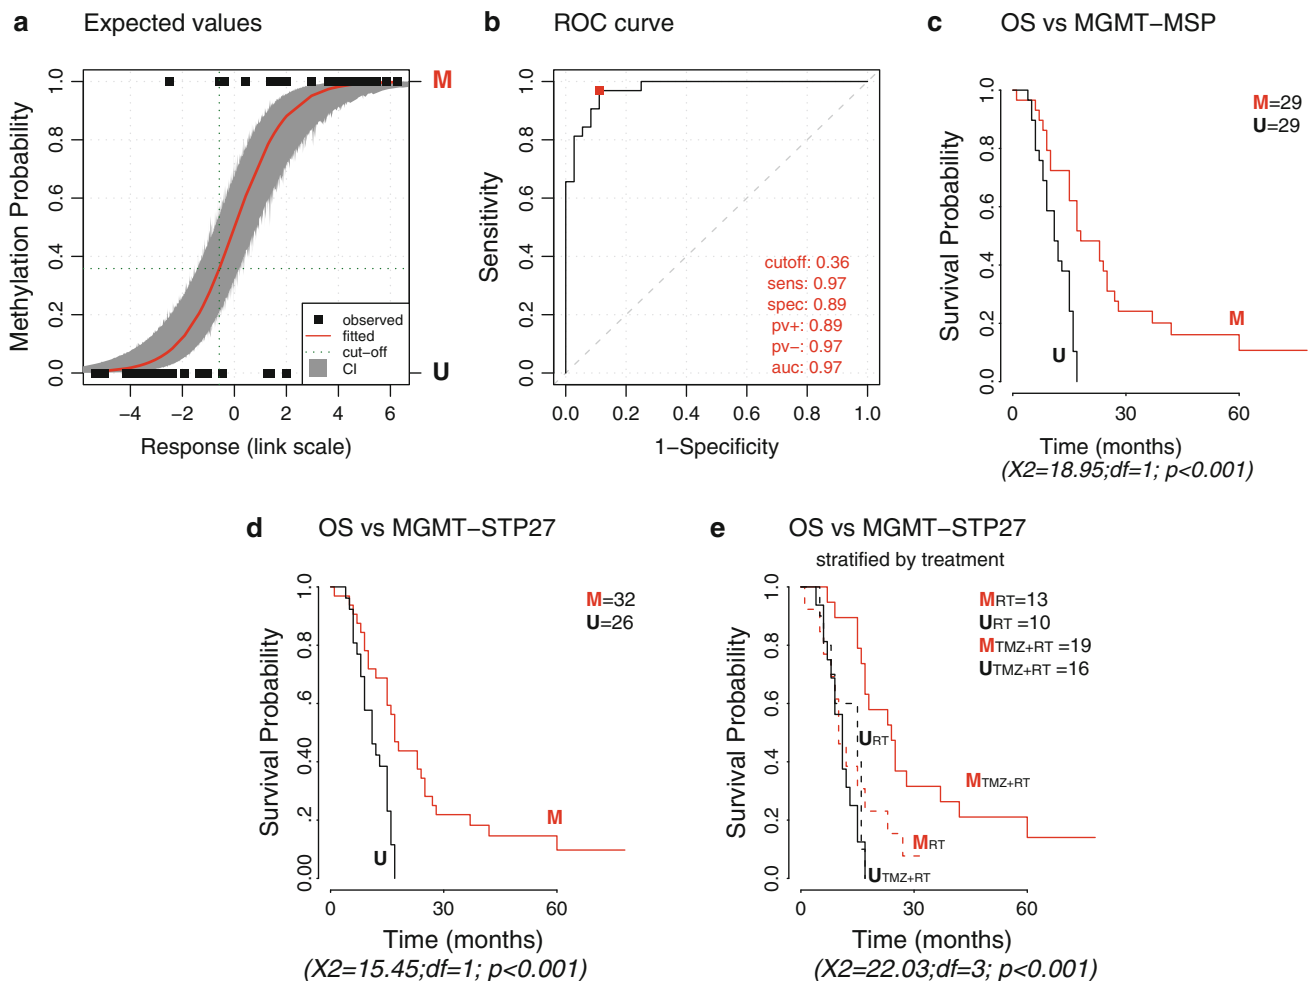 a Expected values
Methylation Probability
1.0
0.8
0.6
0.4
0.2
0.0
M
U
observed
fitted
cut−off
CI
−4 −2 0 2 4 6
Response (link scale)
b ROC curve
Sensitivity
1.0
0.8
0.6
0.4
0.2
0.0
cutoff: 0.36
sens: 0.97
spec: 0.89
pv+: 0.89
pv−: 0.97
auc: 0.97
0.0 0.2 0.4 0.6 0.8 1.0
1−Specificity
c OS vs MGMT−MSP
Survival Probability
1.0
0.8
0.6
0.4
0.2
0.0
M=29
U=29
M
U
0 30 60
Time (months)
(X2=18.95;df=1; p<0.001)
d OS vs MGMT−STP27
Survival Probability
1.0
0.80
0.60
0.40
0.2
0.00
M=32
U=26
M
U
0 30 60
Time (months)
(X2=15.45;df=1; p<0.001)
e OS vs MGMT−STP27
stratified by treatment
Survival Probability
1.0
0.8
0.6
0.4
0.2
0.0
MRT=13
URT =10
MTMZ+RT =19
UTMZ+RT =16
URT
MTMZ+RT
MRT
UTMZ+RT
0 30 60
Time (months)
(X2=22.03;df=3; p<0.001)